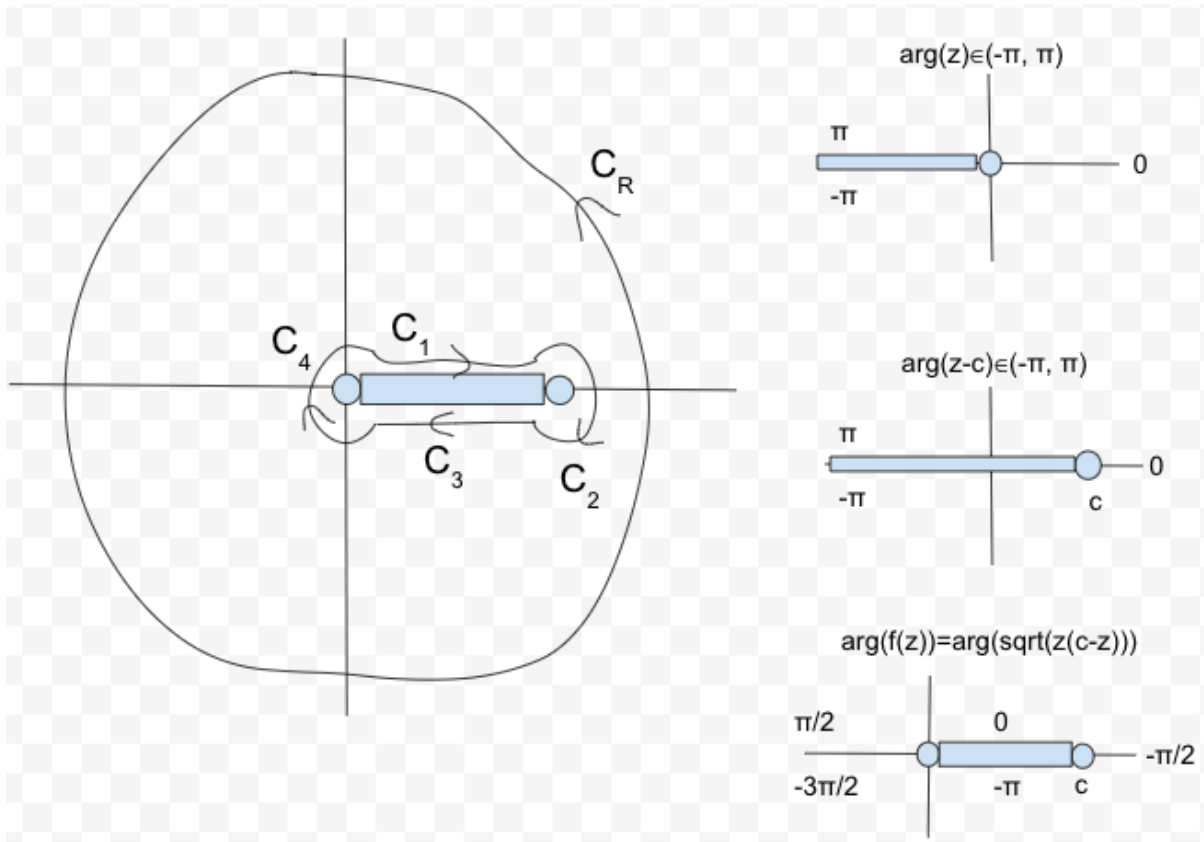 C_R
C_4
C_1
C_3
C_2
arg(z)∈(-π, π)
π
0
-π
arg(z-c)∈(-π, π)
π
0
-π
c
arg(f(z))=arg(sqrt(z(c-z)))
π/2
0
-π/2
-3π/2
-π
c